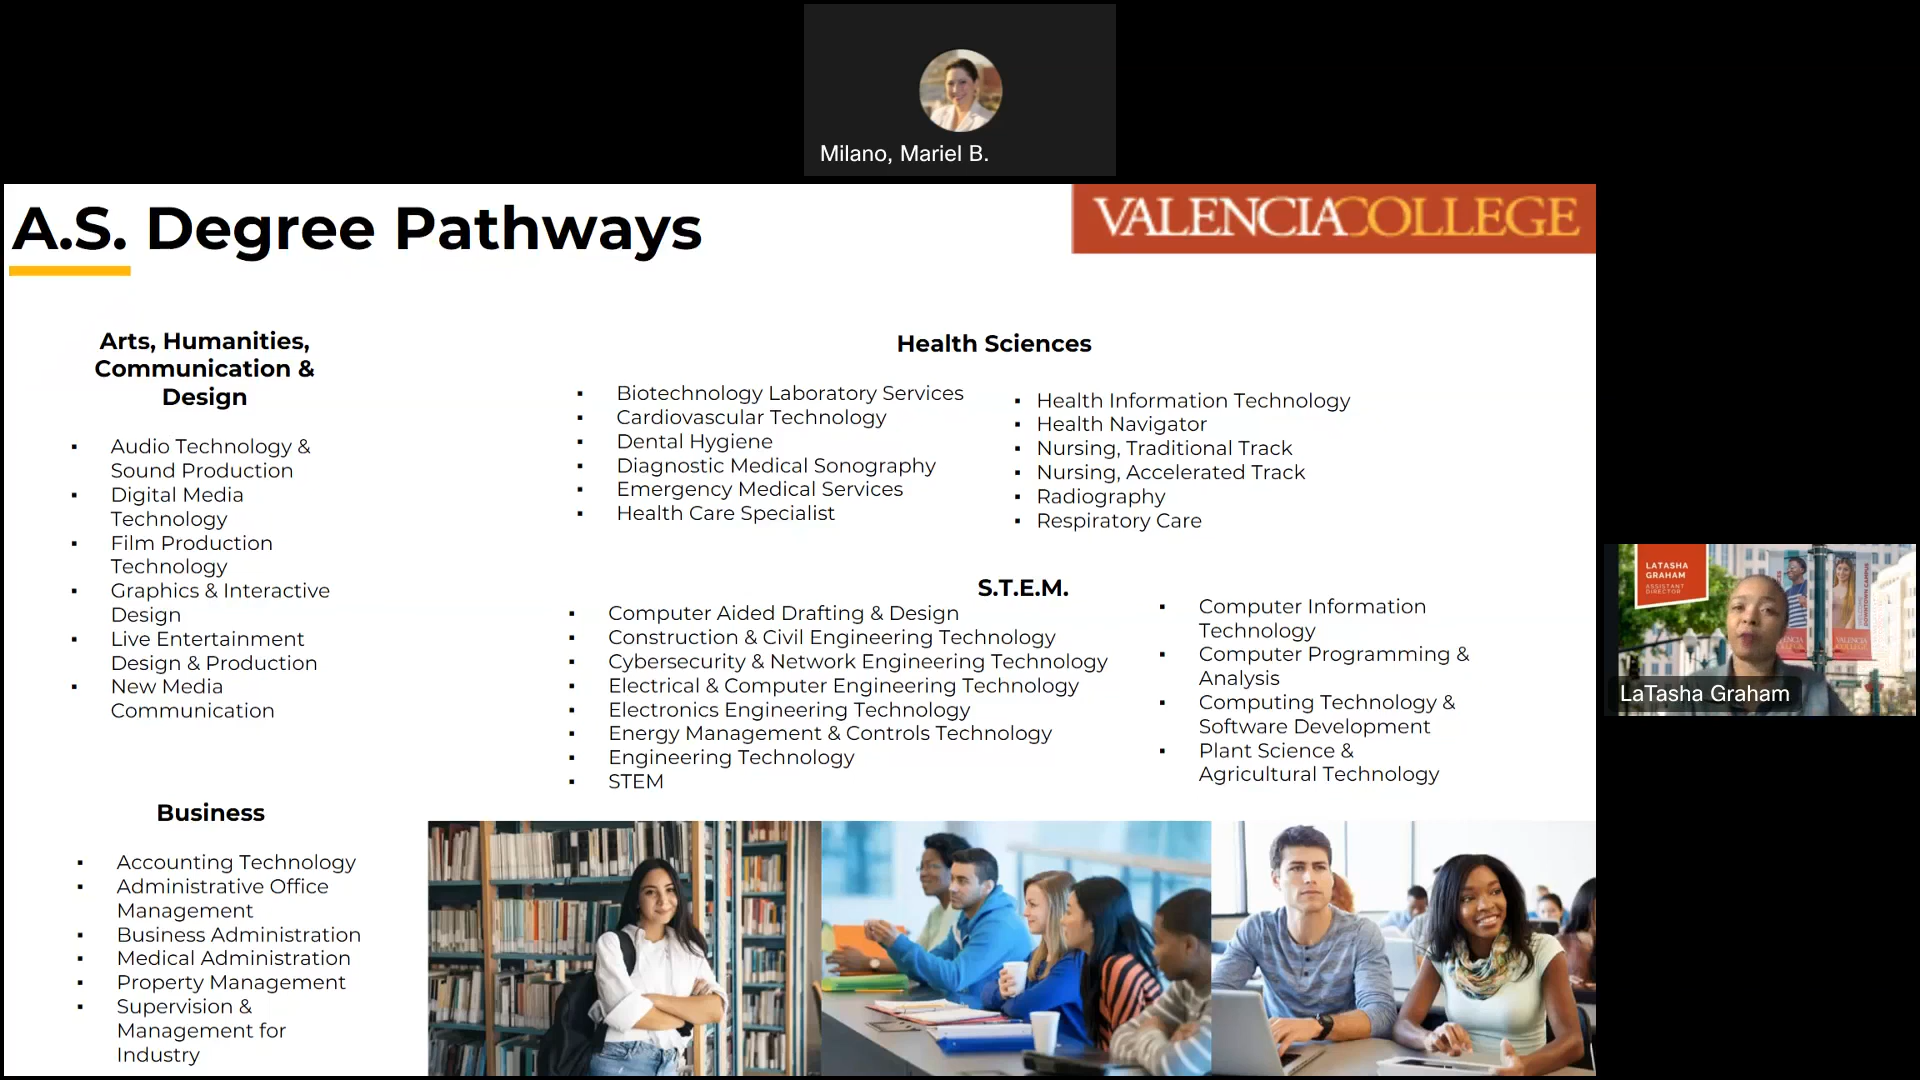 Milano, Mariel B.
A.S. Degree Pathways
VALENCIACOLLEGE
Arts, Humanities,
Communication &
Design
▪ Audio Technology &
Sound Production
▪ Digital Media
Technology
▪ Film Production
Technology
▪ Graphics & Interactive
Design
▪ Live Entertainment
Design & Production
▪ New Media
Communication
Business
▪ Accounting Technology
▪ Administrative Office
Management
▪ Business Administration
▪ Medical Administration
▪ Property Management
▪ Supervision &
Management for
Industry
Health Sciences
▪ Biotechnology Laboratory Services
▪ Cardiovascular Technology
▪ Dental Hygiene
▪ Diagnostic Medical Sonography
▪ Emergency Medical Services
▪ Health Care Specialist
▪ Health Information Technology
▪ Health Navigator
▪ Nursing, Traditional Track
▪ Nursing, Accelerated Track
▪ Radiography
▪ Respiratory Care
S.T.E.M.
▪ Computer Aided Drafting & Design
▪ Construction & Civil Engineering Technology
▪ Cybersecurity & Network Engineering Technology
▪ Electrical & Computer Engineering Technology
▪ Electronics Engineering Technology
▪ Energy Management & Controls Technology
▪ Engineering Technology
▪ STEM
▪ Computer Information
Technology
▪ Computer Programming &
Analysis
▪ Computing Technology &
Software Development
▪ Plant Science &
Agricultural Technology
LATASHA
GRAHAM
ASSISTANT
DIRECTOR
LaTasha Graham